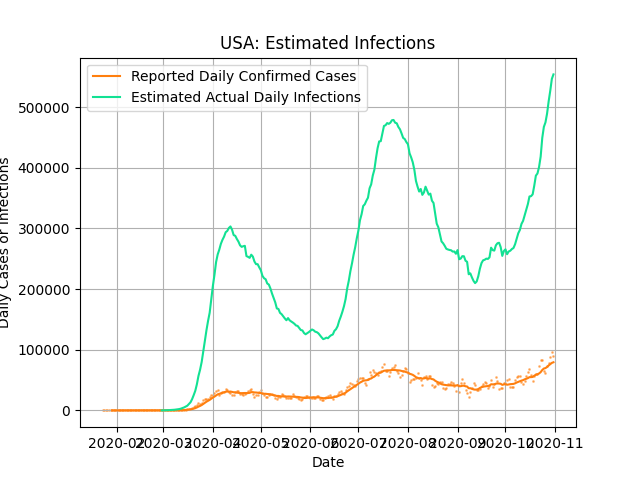 USA: Estimated Infections
Reported Daily Confirmed Cases
Estimated Actual Daily Infections
Daily Cases or Infections
500000
400000
300000
200000
100000
0
2020-02 2020-03 2020-04 2020-05 2020-06 2020-07 2020-08 2020-09 2020-10 2020-11
Date